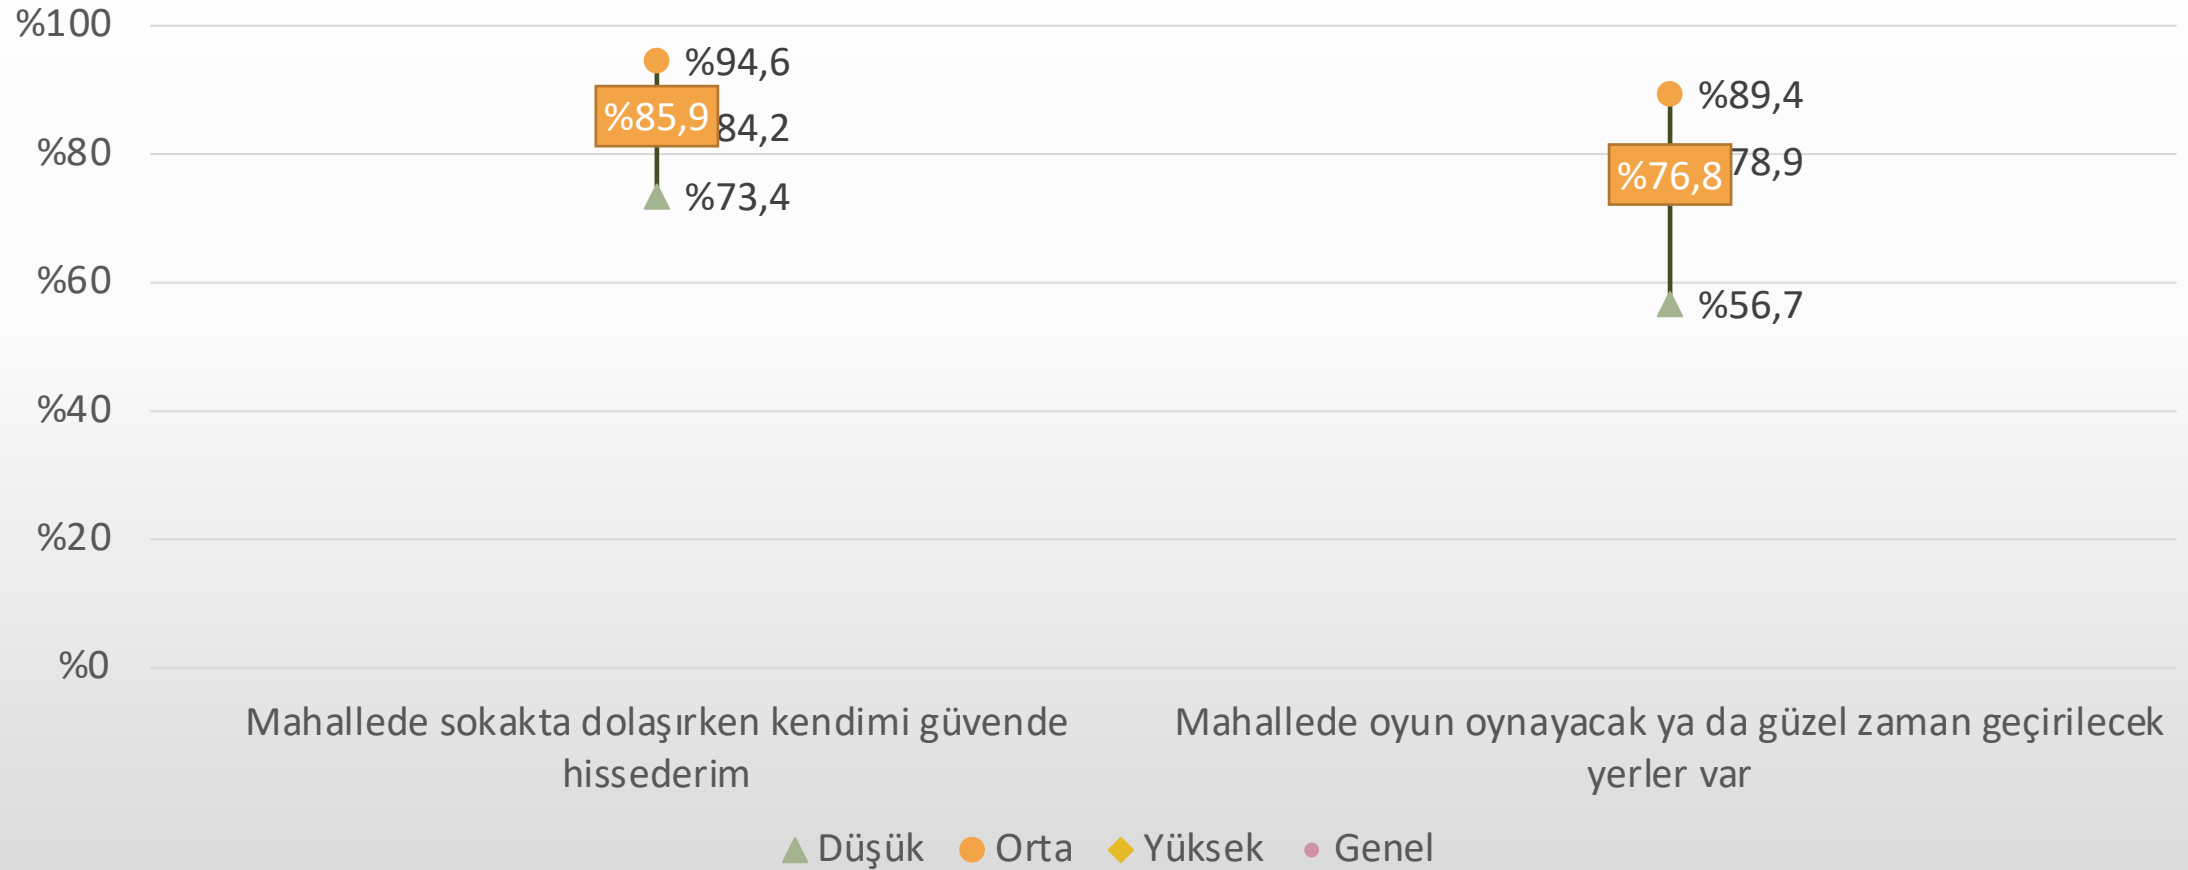 %100
%80
%60
%40
%20
%0
%94,6
%85,9
84,2
%73,4
%89,4
78,9
%76,8
%56,7
Mahallede sokakta dolaşırken kendimi güvende
hissederim
Mahallede oyun oynayacak ya da güzel zaman geçirilecek
yerler var
Düşük
Orta
Yüksek
Genel